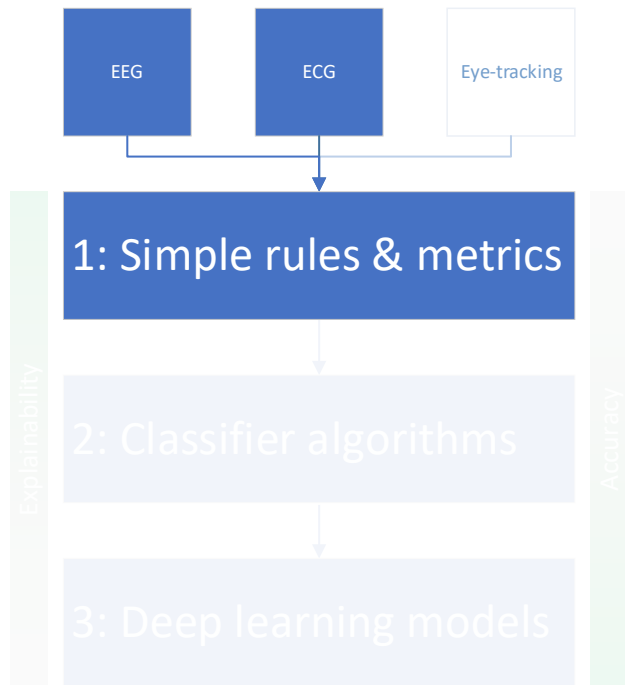 EEG
ECG
Eye-tracking
1: Simple rules & metrics
Explainability
Accuracy
2: Classifier algorithms
3: Deep learning models